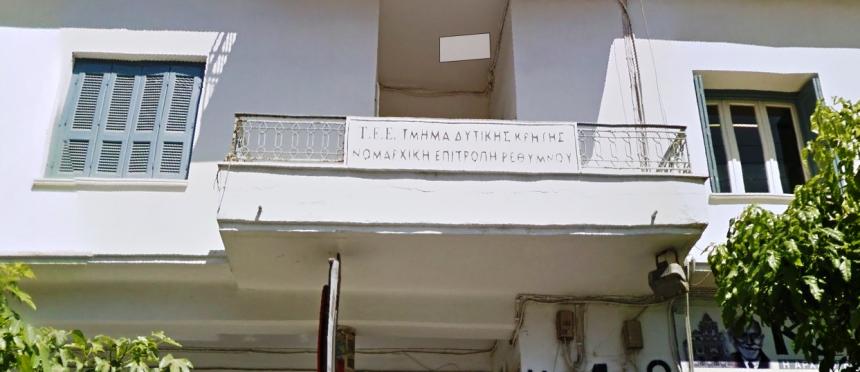 Τ.Ε.Ε. ΤΜΗΜΑ ΔΥΤΙΚΗΣ ΚΡΗΤΗΣ
ΝΟΜΑΡΧΙΚΗ ΕΠΙΤΡΟΠΗ ΡΕΘΥΜΝΟΥ